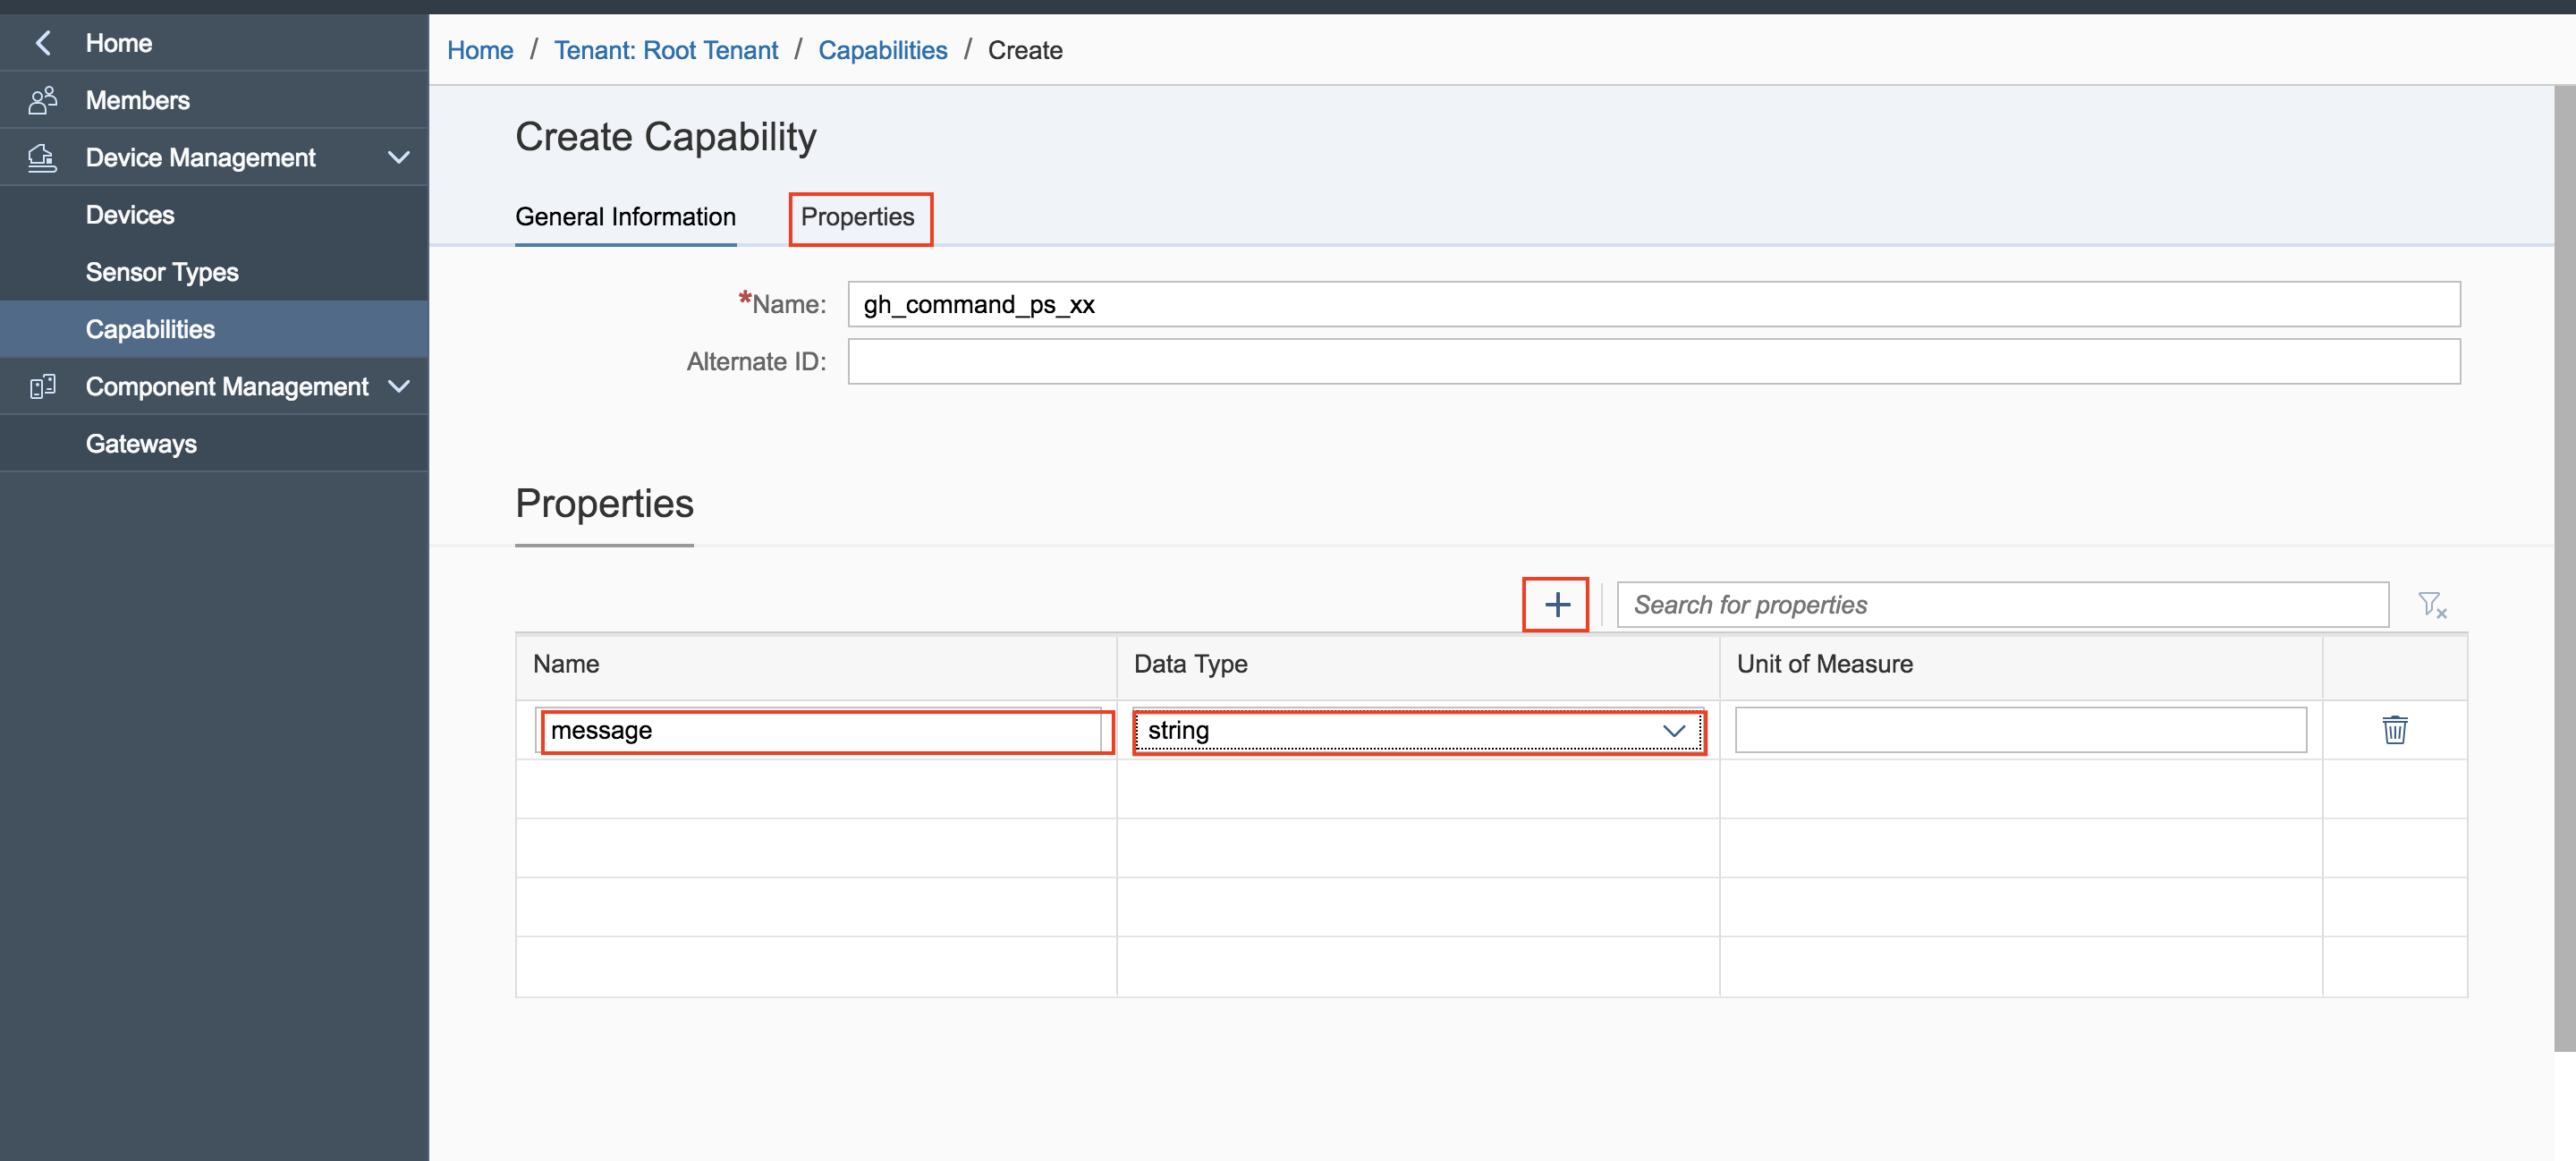 Home
Members
Device Management
Devices
Sensor Types
Capabilities
Component Management
Gateways
Home / Tenant: Root Tenant / Capabilities / Create
Create Capability
General Information Properties
*Name: gh_command_ps_xx
Alternate ID:
Properties
Search for properties
Name Data Type Unit of Measure
message string